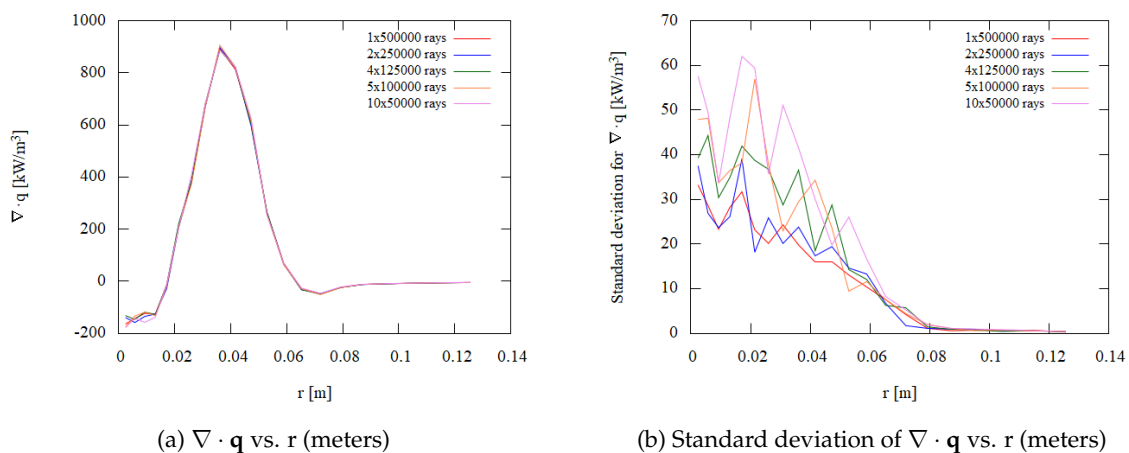 1000
800
600
400
200
0
-200
0
0.02
0.04
0.06
0.08
0.1
0.12
0.14
∇ · q [kW/m³]
r [m]
1x500000 rays
2x250000 rays
4x125000 rays
5x100000 rays
10x50000 rays
(a) ∇ · q vs. r (meters)
70
60
50
40
30
20
10
0
0
0.02
0.04
0.06
0.08
0.1
0.12
0.14
Standard deviation for ∇ · q [kW/m³]
r [m]
1x500000 rays
2x250000 rays
4x125000 rays
5x100000 rays
10x50000 rays
(b) Standard deviation of ∇ · q vs. r (meters)